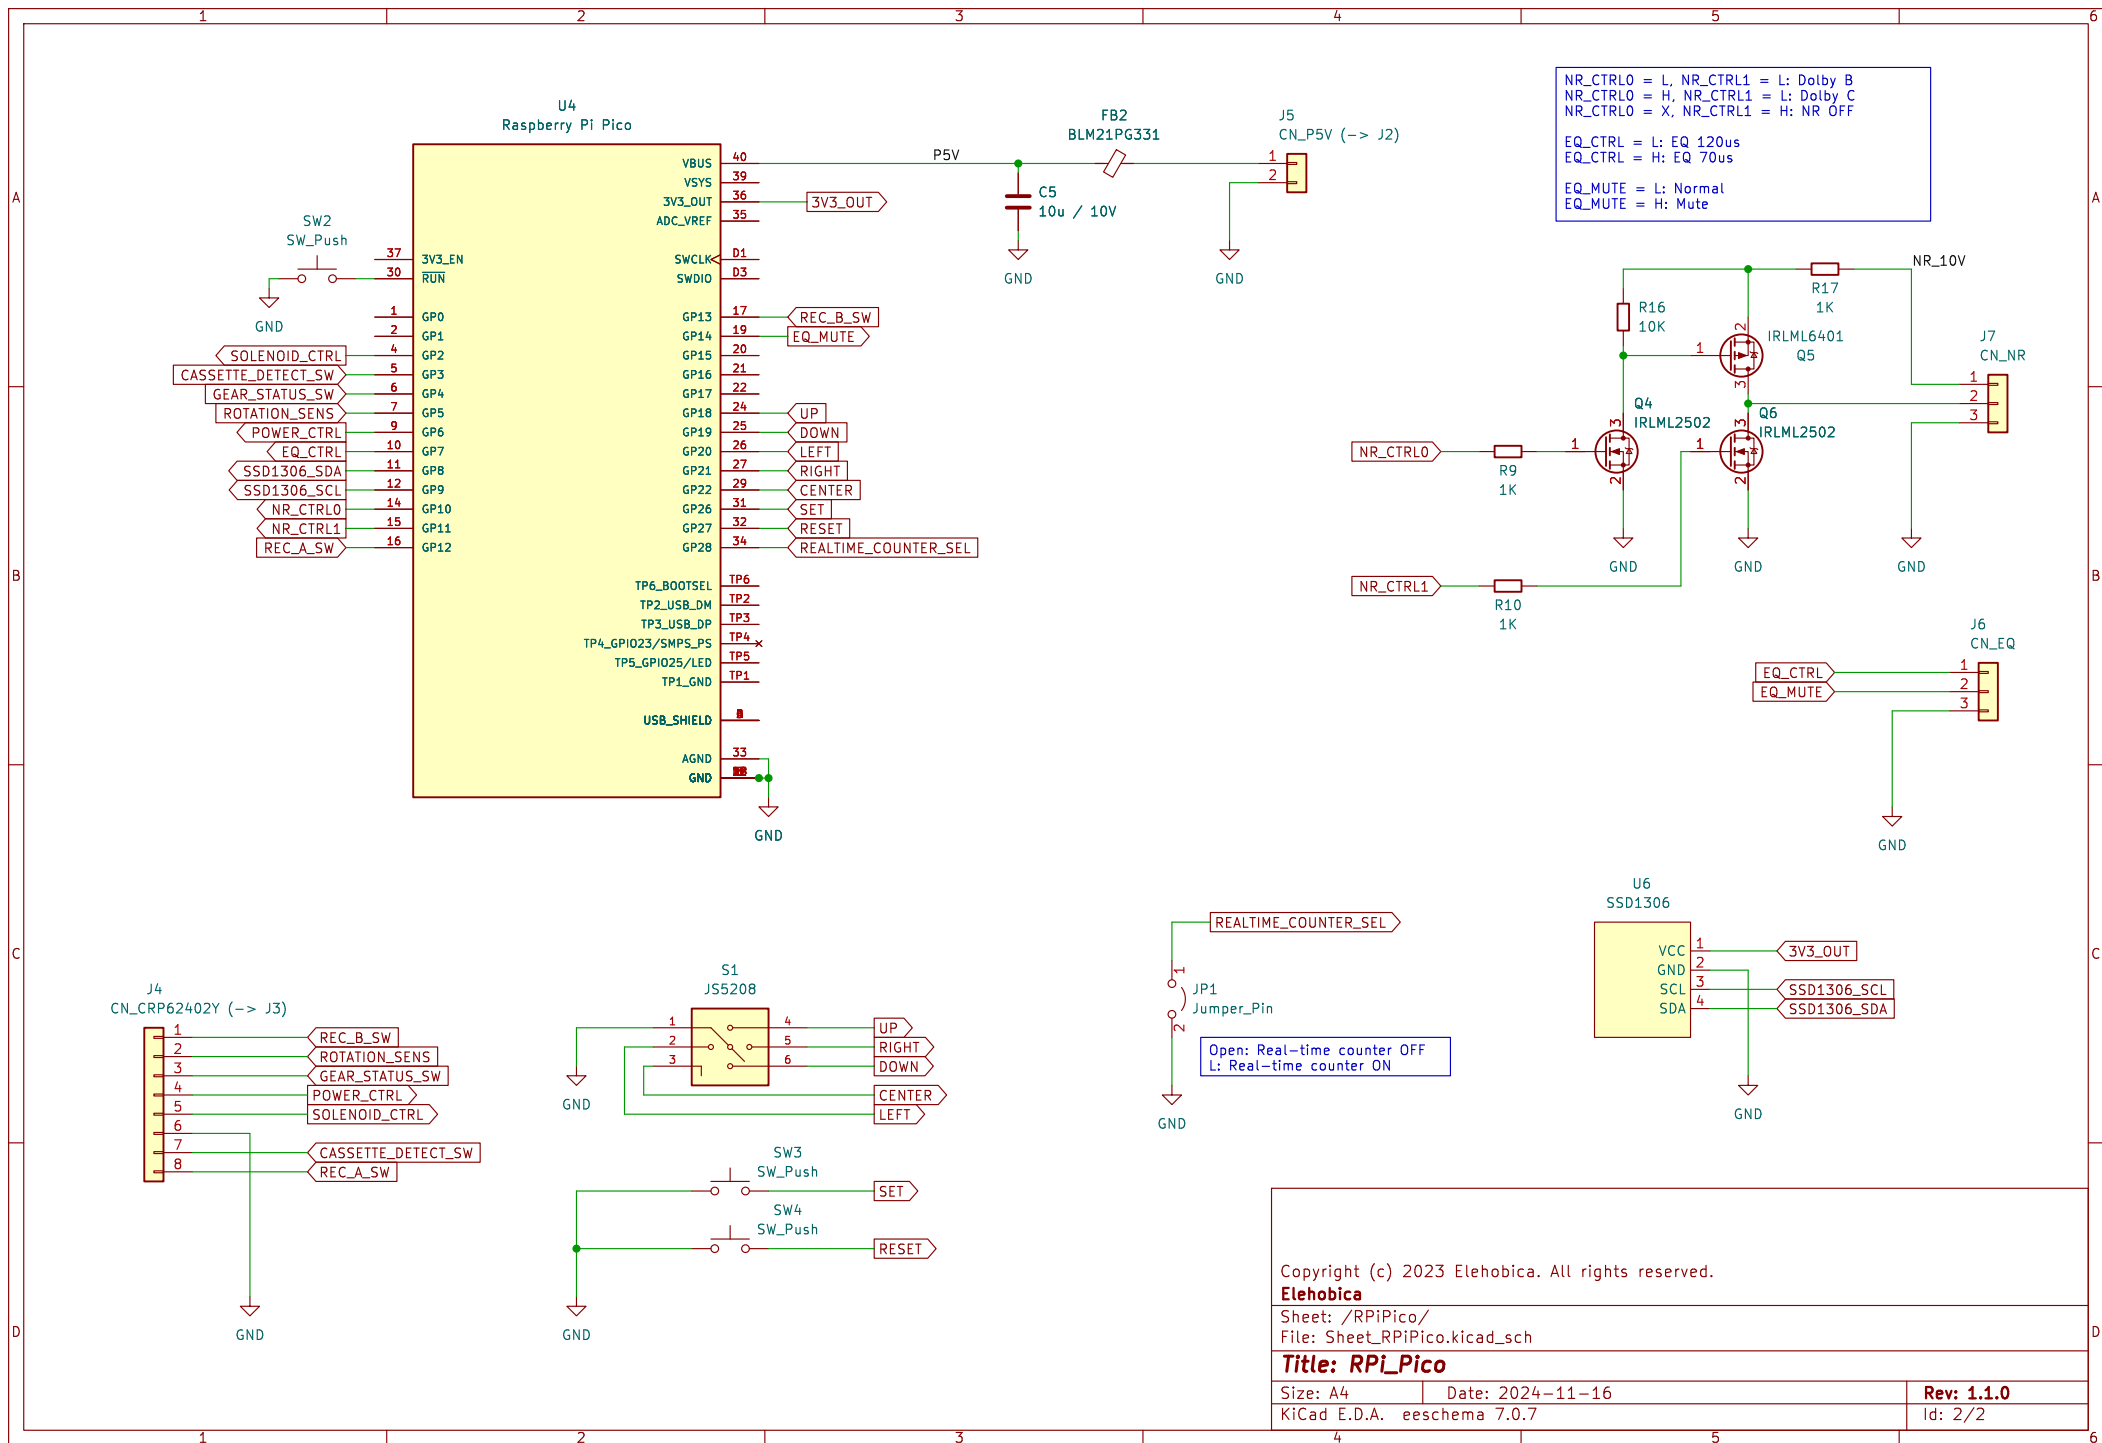 1 2 3 4 5 6
A
B
C
D
A
B
C
D
1 2 3 4 5 6
NR_CTRL0 = L, NR_CTRL1 = L: Dolby B
NR_CTRL0 = H, NR_CTRL1 = L: Dolby C
NR_CTRL0 = X, NR_CTRL1 = H: NR OFF
EQ_CTRL = L: EQ 120us
EQ_CTRL = H: EQ 70us
EQ_MUTE = L: Normal
EQ_MUTE = H: Mute
U4
Raspberry Pi Pico
SW2
SW_Push
GND
37 3V3_EN
30 RUN
1 GP0
2 GP1
SOLENOID_CTRL 4 GP2
CASSETTE_DETECT_SW 5 GP3
GEAR_STATUS_SW 6 GP4
ROTATION_SENS 7 GP5
POWER_CTRL 9 GP6
EQ_CTRL 10 GP7
SSD1306_SDA 11 GP8
SSD1306_SCL 12 GP9
NR_CTRL0 14 GP10
NR_CTRL1 15 GP11
REC_A_SW 16 GP12
VBUS 40
VSYS 39
3V3_OUT 36 3V3_OUT
ADC_VREF 35
SWCLK D1
SWDIO D3
GP13 17 REC_B_SW
GP14 19 EQ_MUTE
GP15 20
GP16 21
GP17 22
GP18 24 UP
GP19 25 DOWN
GP20 26 LEFT
GP21 27 RIGHT
GP22 29 CENTER
GP26 31 SET
GP27 32 RESET
GP28 34 REALTIME_COUNTER_SEL
TP6_BOOTSEL TP6
TP2_USB_DM TP2
TP3_USB_DP TP3
TP4_GPIO23/SMPS_PS TP4
TP5_GPIO25/LED TP5
TP1_GND TP1
USB_SHIELD
AGND 33
GND
GND
P5V
C5
10u / 10V
GND
FB2
BLM21PG331
J5
CN_P5V (-> J2)
1
2
GND
NR_10V
R17
1K
R16
10K
IRLML6401
Q5
1
2
3
J7
CN_NR
1
2
3
Q4
IRLML2502
1
3
2
Q6
IRLML2502
1
3
2
NR_CTRL0
R9
1K
GND
GND
GND
NR_CTRL1
R10
1K
J6
CN_EQ
EQ_CTRL 1
EQ_MUTE 2
3
GND
U6
SSD1306
VCC 1 3V3_OUT
GND 2
SCL 3 SSD1306_SCL
SDA 4 SSD1306_SDA
GND
REALTIME_COUNTER_SEL
1
JP1
Jumper_Pin
2
GND
Open: Real-time counter OFF
L: Real-time counter ON
J4
CN_CRP62402Y (-> J3)
1 REC_B_SW
2 ROTATION_SENS
3 GEAR_STATUS_SW
4 POWER_CTRL
5 SOLENOID_CTRL
6
7 CASSETTE_DETECT_SW
8 REC_A_SW
GND
S1
JS5208
1 4 UP
2 5 RIGHT
3 6 DOWN
CENTER
LEFT
GND
SW3
SW_Push
SET
SW4
SW_Push
RESET
GND
Copyright (c) 2023 Elehobica. All rights reserved.
Elehobica
Sheet: /RPiPico/
File: Sheet_RPiPico.kicad_sch
Title: RPi_Pico
Size: A4 Date: 2024-11-16 Rev: 1.1.0
KiCad E.D.A. eeschema 7.0.7 Id: 2/2